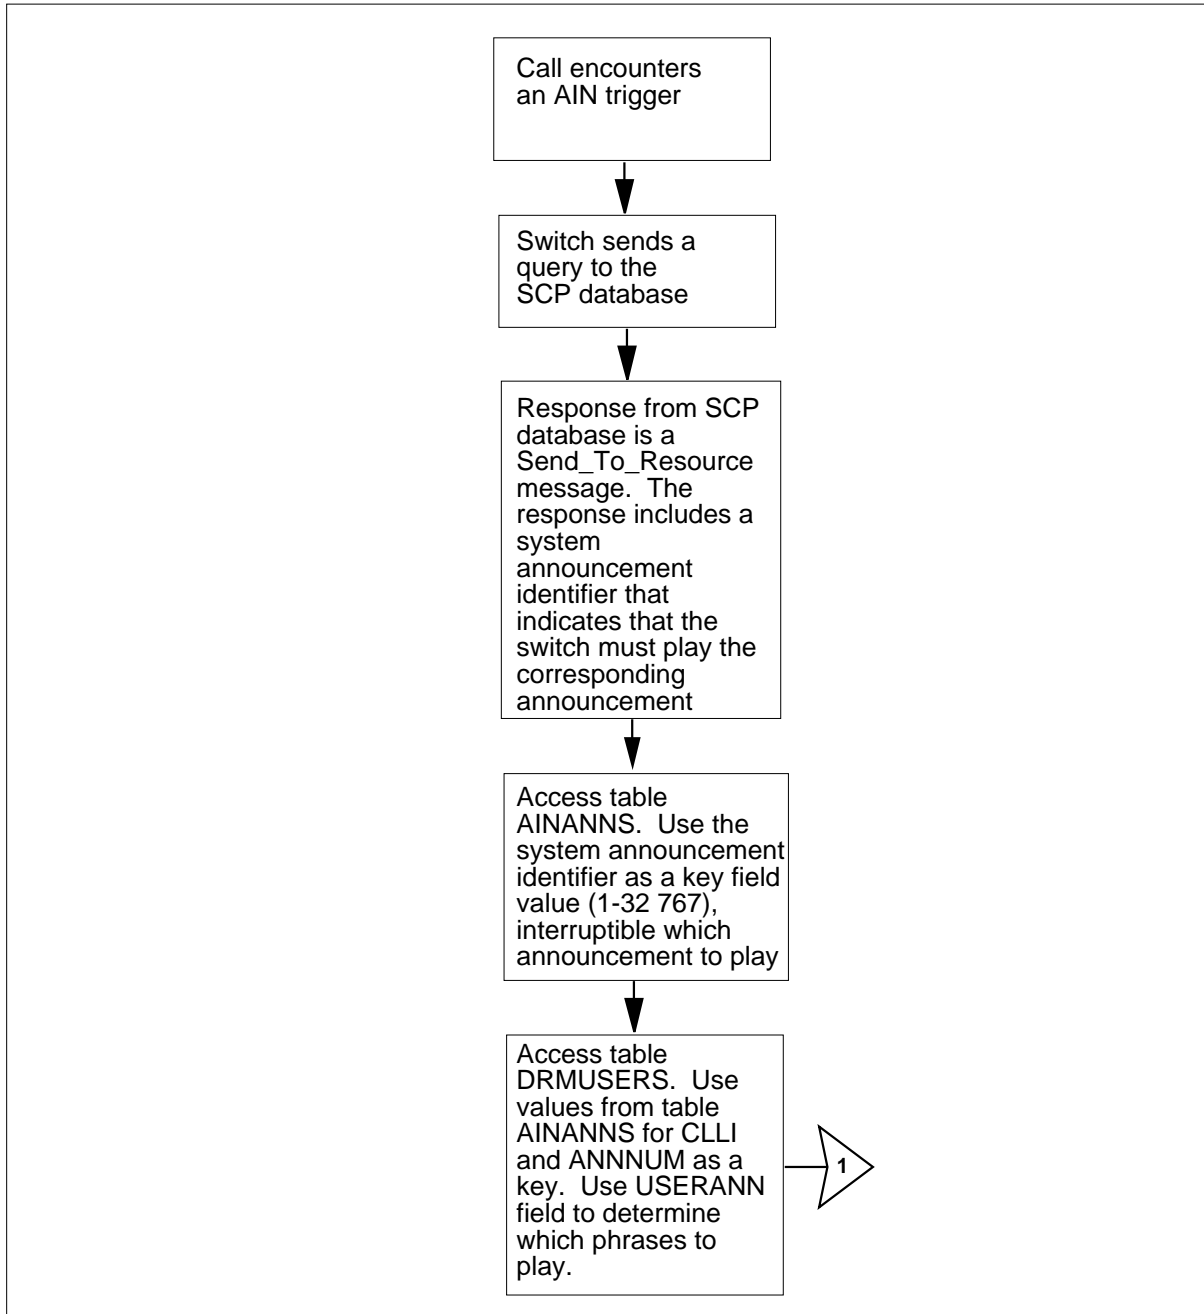 Call encounters
an AIN trigger
Switch sends a
query to the
SCP database
Response from SCP
database is a
Send_To_Resource
message.  The
response includes a
system
announcement
identifier that
indicates that the
switch must play the
corresponding
announcement
Access table
AINANNS.  Use the
system announcement
identifier as a key field
value (1-32 767),
interruptible which
announcement to play
Access table
DRMUSERS.  Use
values from table
AINANNS for CLLI
and ANNNUM as a
key.  Use USERANN
field to determine
which phrases to
play.
1